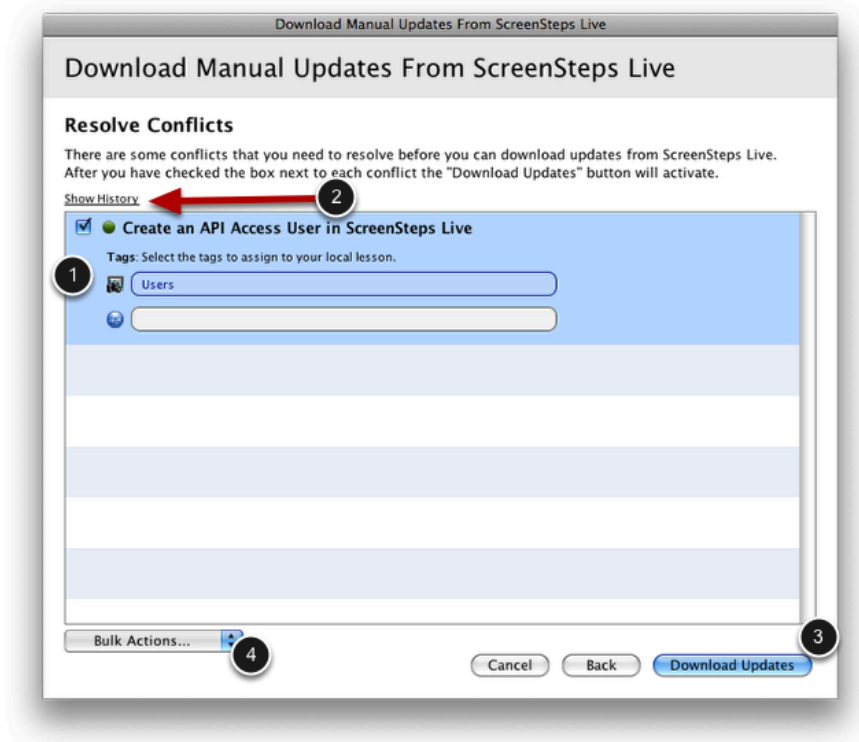 Download Manual Updates From ScreenSteps Live
Download Manual Updates From ScreenSteps Live
Resolve Conflicts
There are some conflicts that you need to resolve before you can download updates from ScreenSteps Live.
After you have checked the box next to each conflict the "Download Updates" button will activate.
Show History
2
Create an API Access User in ScreenSteps Live
Tags: Select the tags to assign to your local lesson.
1
Users
Bulk Actions...
4
3
Cancel
Back
Download Updates